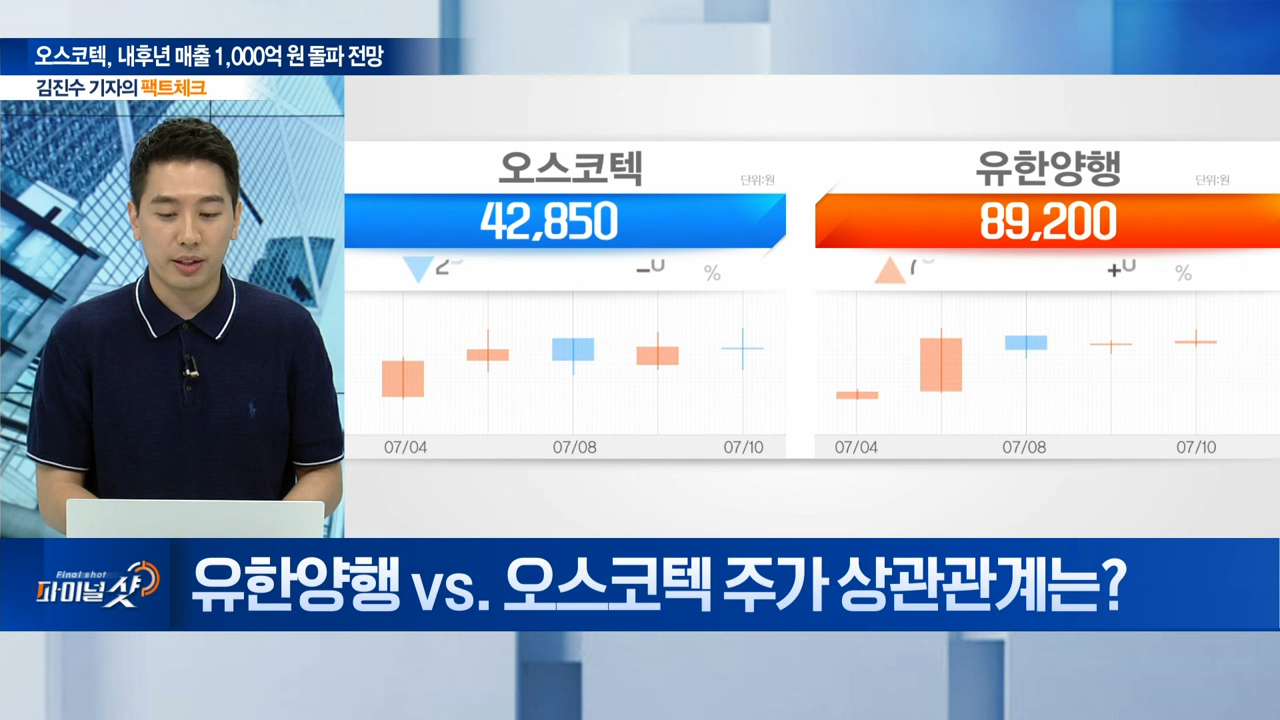 오스코텍, 내후년 매출 1,000억 원 돌파 전망
김진수 기자의 팩트체크
오스코텍
단위:원
42,850
%
07/04
07/08
07/10
유한양행
단위:원
89,200
%
07/04
07/08
07/10
Final shot
파이널샷
유한양행 vs. 오스코텍 주가 상관관계는?